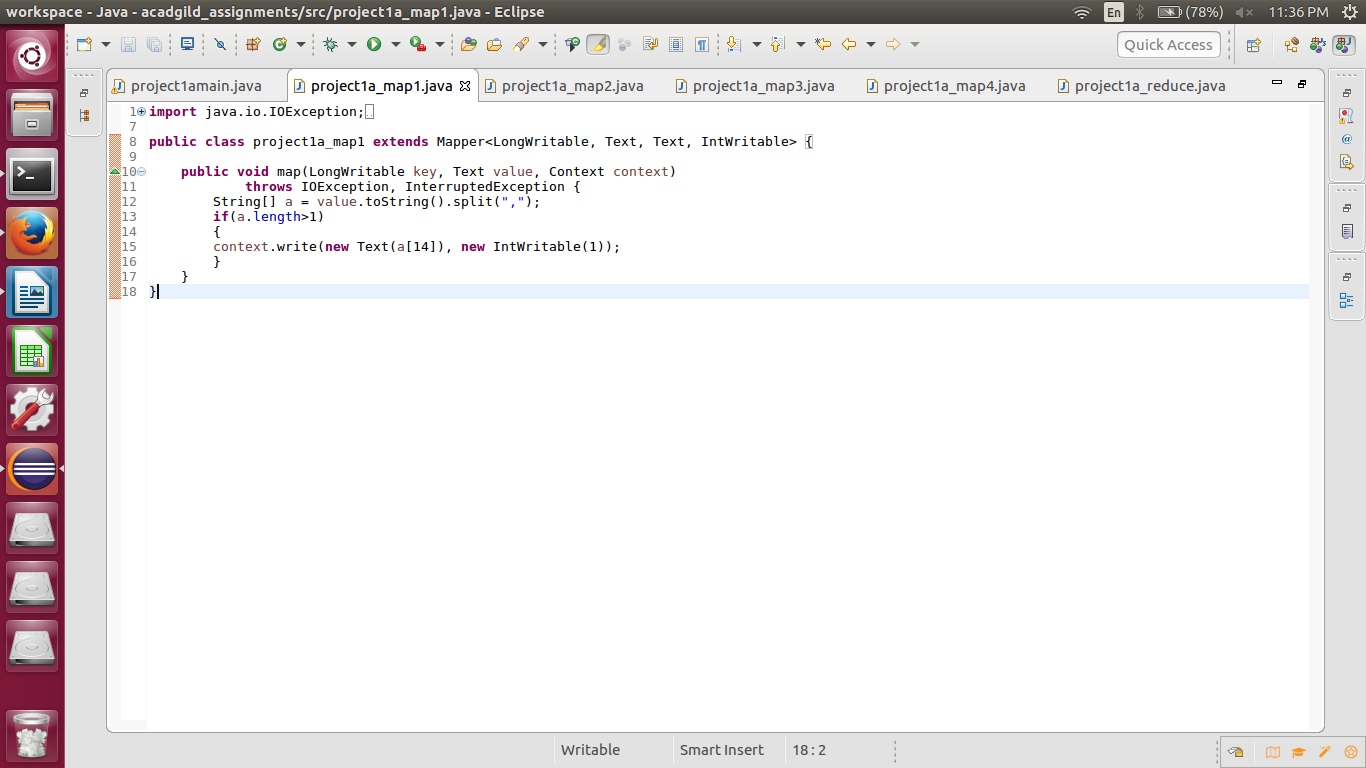 workspace - Java - acadgild_assignments/src/project1a_map1.java - Eclipse
En
(78%)
11:36 PM
Quick Access
project1amain.java project1a_map1.java project1a_map2.java project1a_map3.java project1a_map4.java project1a_reduce.java
1 import java.io.IOException;
7
8 public class project1a_map1 extends Mapper<LongWritable, Text, Text, IntWritable> {
9
10     public void map(LongWritable key, Text value, Context context)
11             throws IOException, InterruptedException {
12         String[] a = value.toString().split(",");
13         if(a.length>1)
14         {
15         context.write(new Text(a[14]), new IntWritable(1));
16         }
17     }
18 }
Writable Smart Insert 18 : 2